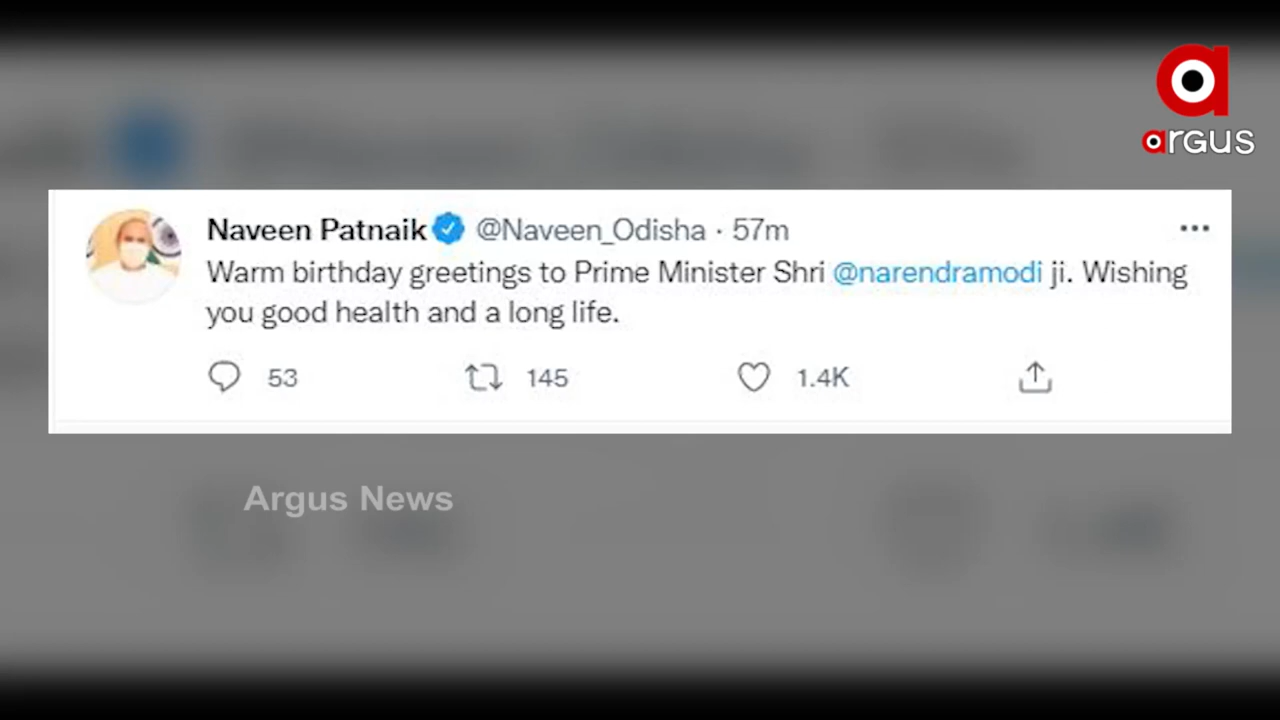 argus
Naveen Patnaik @Naveen_Odisha · 57m
Warm birthday greetings to Prime Minister Shri @narendramodi ji. Wishing
you good health and a long life.
53 145 1.4K
Argus News